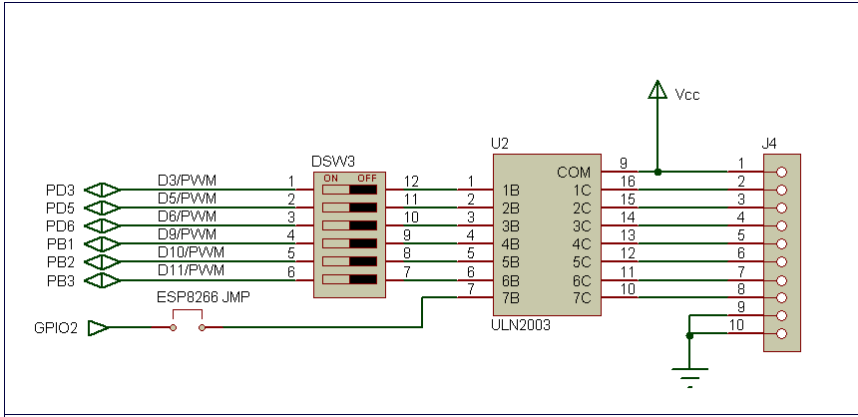 Vcc
U2
J4
DSW3
COM 9 1
ON OFF
D3/PWM
PD3 1 12 1 1B 1C 16 2
D5/PWM
PD5 2 11 2 2B 2C 15 3
D6/PWM
PD6 3 10 3 3B 3C 14 4
D9/PWM
PB1 4 9 4 4B 4C 13 5
D10/PWM
PB2 5 8 5 5B 5C 12 6
D11/PWM
PB3 6 7 6 6B 6C 11 7
7 7B 7C 10 8
ESP8266 JMP
9
GPIO2
ULN2003
10